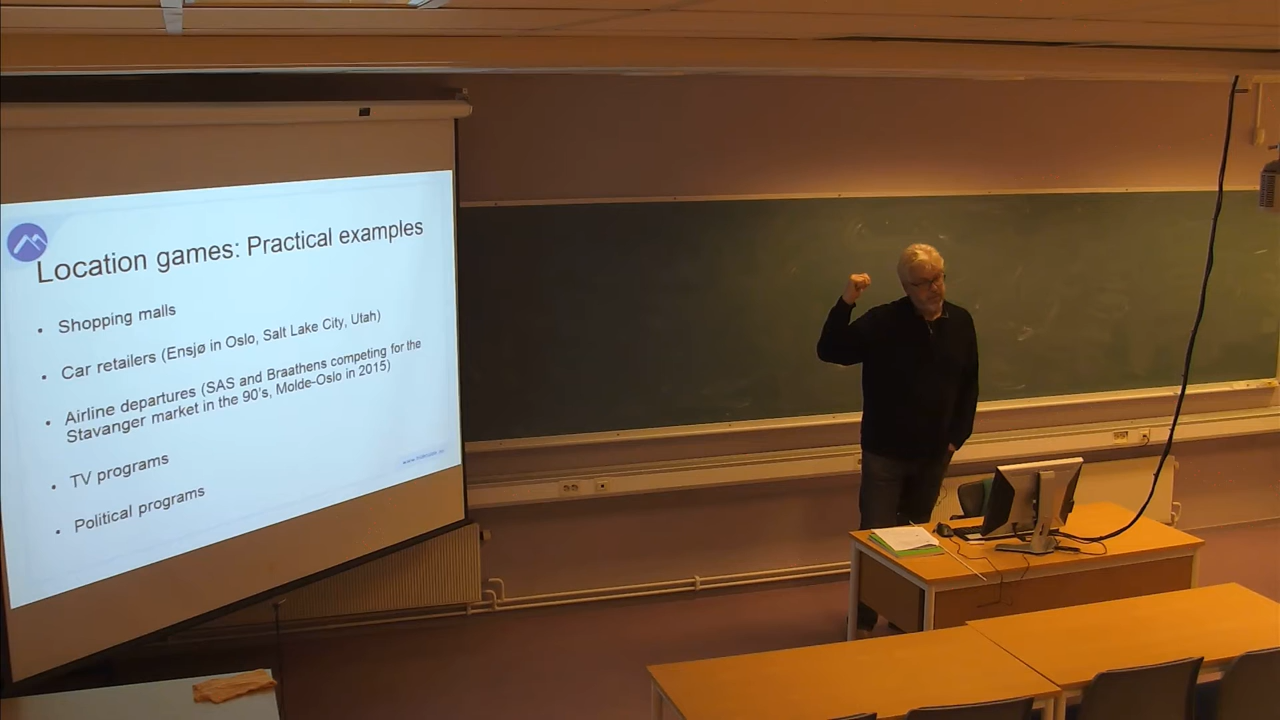 Location games: Practical examples
• Shopping malls
• Car retailers (Ensjø in Oslo, Salt Lake City, Utah)
• Airline departures (SAS and Braathens competing for the
Stavanger market in the 90's, Molde-Oslo in 2015)
• TV programs
• Political programs